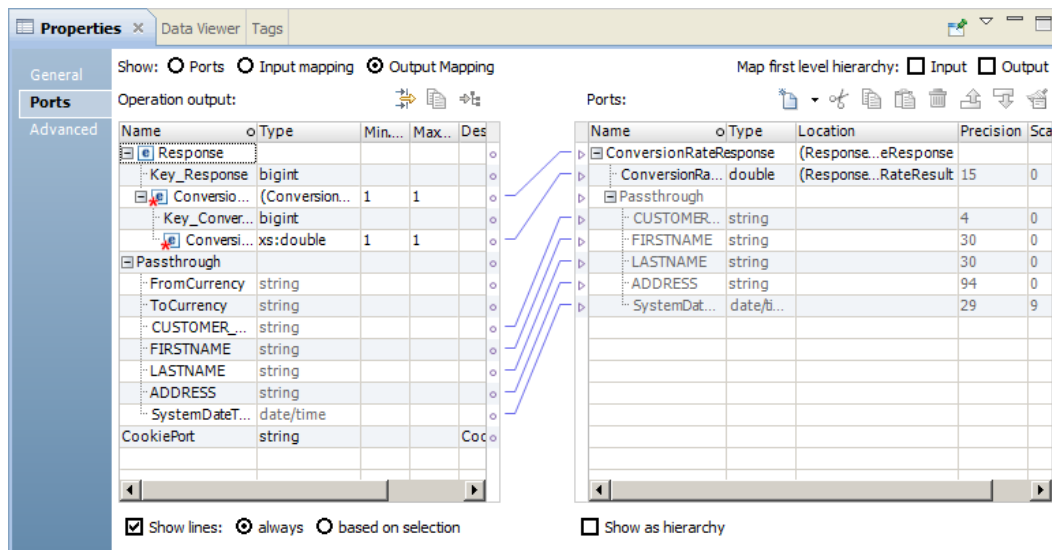 Properties Data Viewer Tags
General
Ports
Advanced
Show: Ports Input mapping Output Mapping Map first level hierarchy: Input Output
Operation output: Ports:
Name Type Min... Max... Des
Response
Key_Response bigint
Conversio... (Conversion... 1 1
Key_Conver... bigint
Conversi... xs:double 1 1
Passthrough
FromCurrency string
ToCurrency string
CUSTOMER_... string
FIRSTNAME string
LASTNAME string
ADDRESS string
SystemDateT... date/time
CookiePort string Coo
Name Type Location Precision Sca
ConversionRateResponse (Response...eResponse
ConversionRa... double (Response...RateResult 15 0
Passthrough
CUSTOMER... string 4 0
FIRSTNAME string 30 0
LASTNAME string 30 0
ADDRESS string 94 0
SystemDat... date/ti... 29 9
Show lines: always based on selection Show as hierarchy